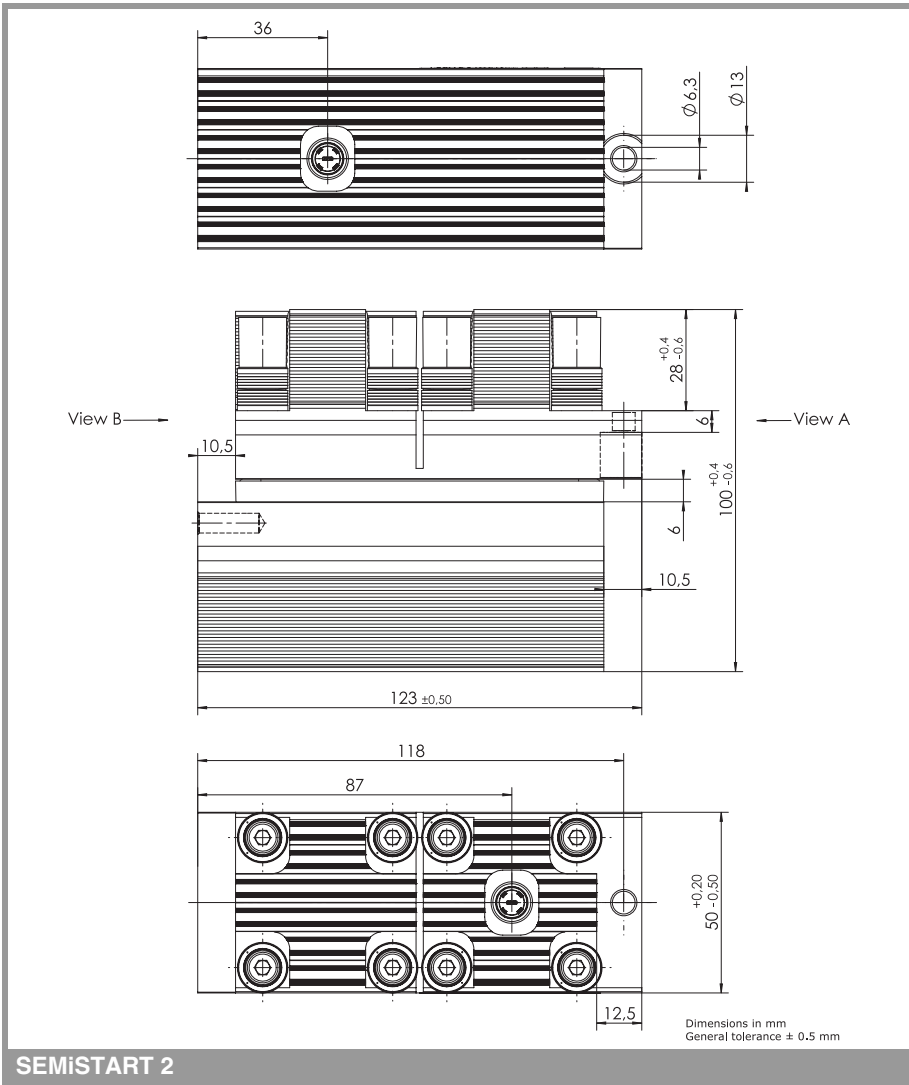 36
Ø 6,3
Ø 13
28 +0,4 -0,6
View B
View A
6
10,5
100 +0,4 -0,6
6
10,5
123 ±0,50
118
87
50 +0,20 -0,50
12,5
Dimensions in mm
General tolerance ± 0.5 mm
SEMiSTART 2